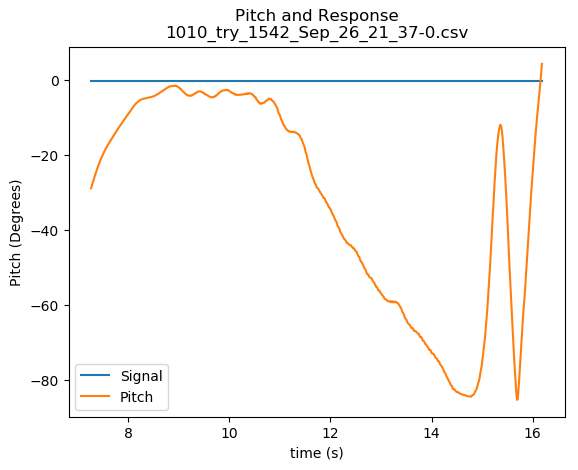 Pitch and Response
1010_try_1542_Sep_26_21_37-0.csv
Pitch (Degrees)
0
−20
−40
−60
−80
Signal
Pitch
8
10
12
14
16
time (s)